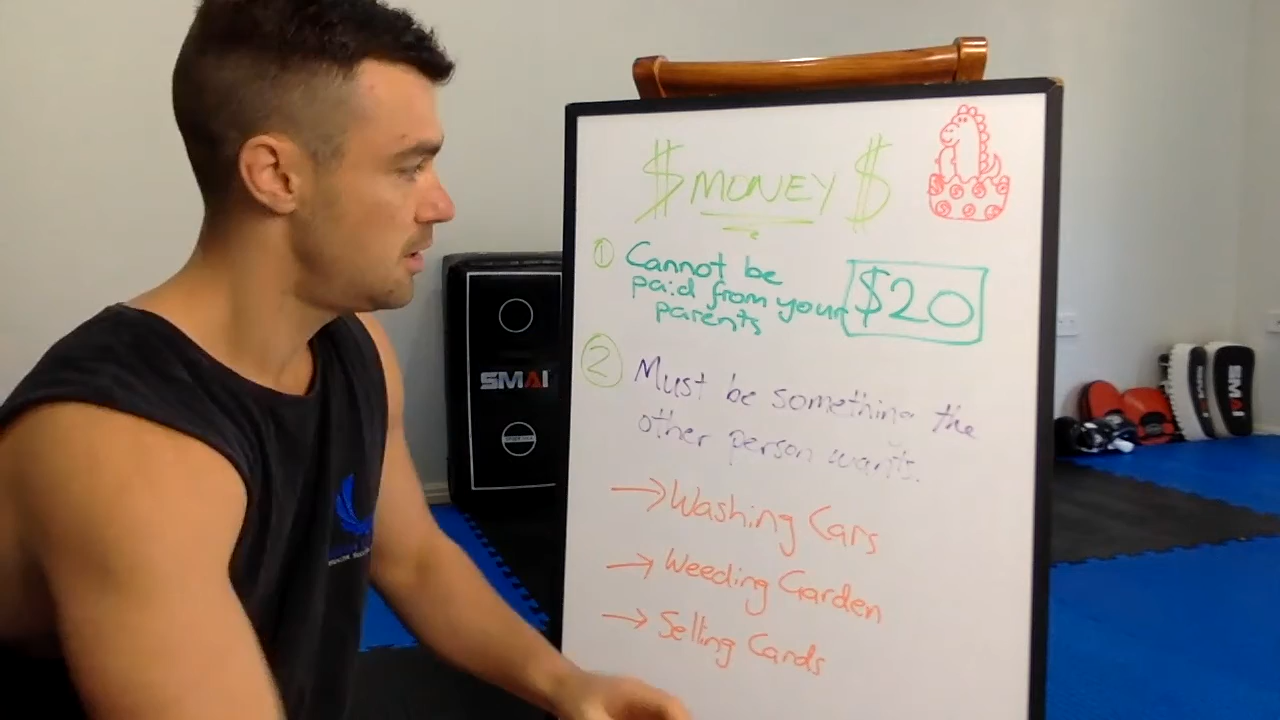 $ MONEY $
① Cannot be
paid from your
parents
$20
② Must be something the
other person wants.
→ Washing Cars
→ Weeding Garden
→ Selling Cards
SMAI
SMAI